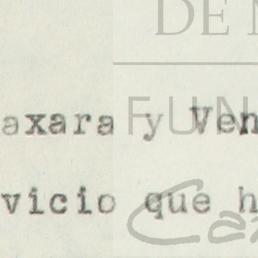 DE
axara y Ven
vicio que h